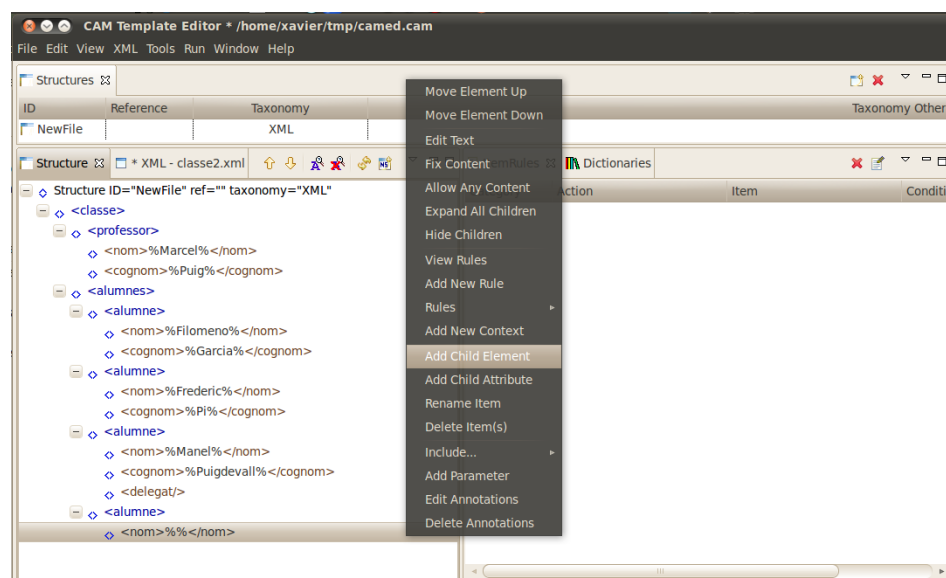 CAM Template Editor * /home/xavier/tmp/camed.cam
File Edit View XML Tools Run Window Help
Structures
ID Reference Taxonomy Taxonomy Other
NewFile XML
Structure * XML - classe2.xml
Dictionaries
Action Item
Structure ID="NewFile" ref="" taxonomy="XML"
<classe>
<professor>
<nom>%Marcel%</nom>
<cognom>%Puig%</cognom>
<alumnes>
<alumne>
<nom>%Filomeno%</nom>
<cognom>%Garcia%</cognom>
<alumne>
<nom>%Frederic%</nom>
<cognom>%Pi%</cognom>
<alumne>
<nom>%Manel%</nom>
<cognom>%Puigdevall%</cognom>
<delegat/>
<alumne>
<nom>%%</nom>
Move Element Up
Move Element Down
Edit Text
Fix Content
Allow Any Content
Expand All Children
Hide Children
View Rules
Add New Rule
Rules
Add New Context
Add Child Element
Add Child Attribute
Rename Item
Delete Item(s)
Include...
Add Parameter
Edit Annotations
Delete Annotations